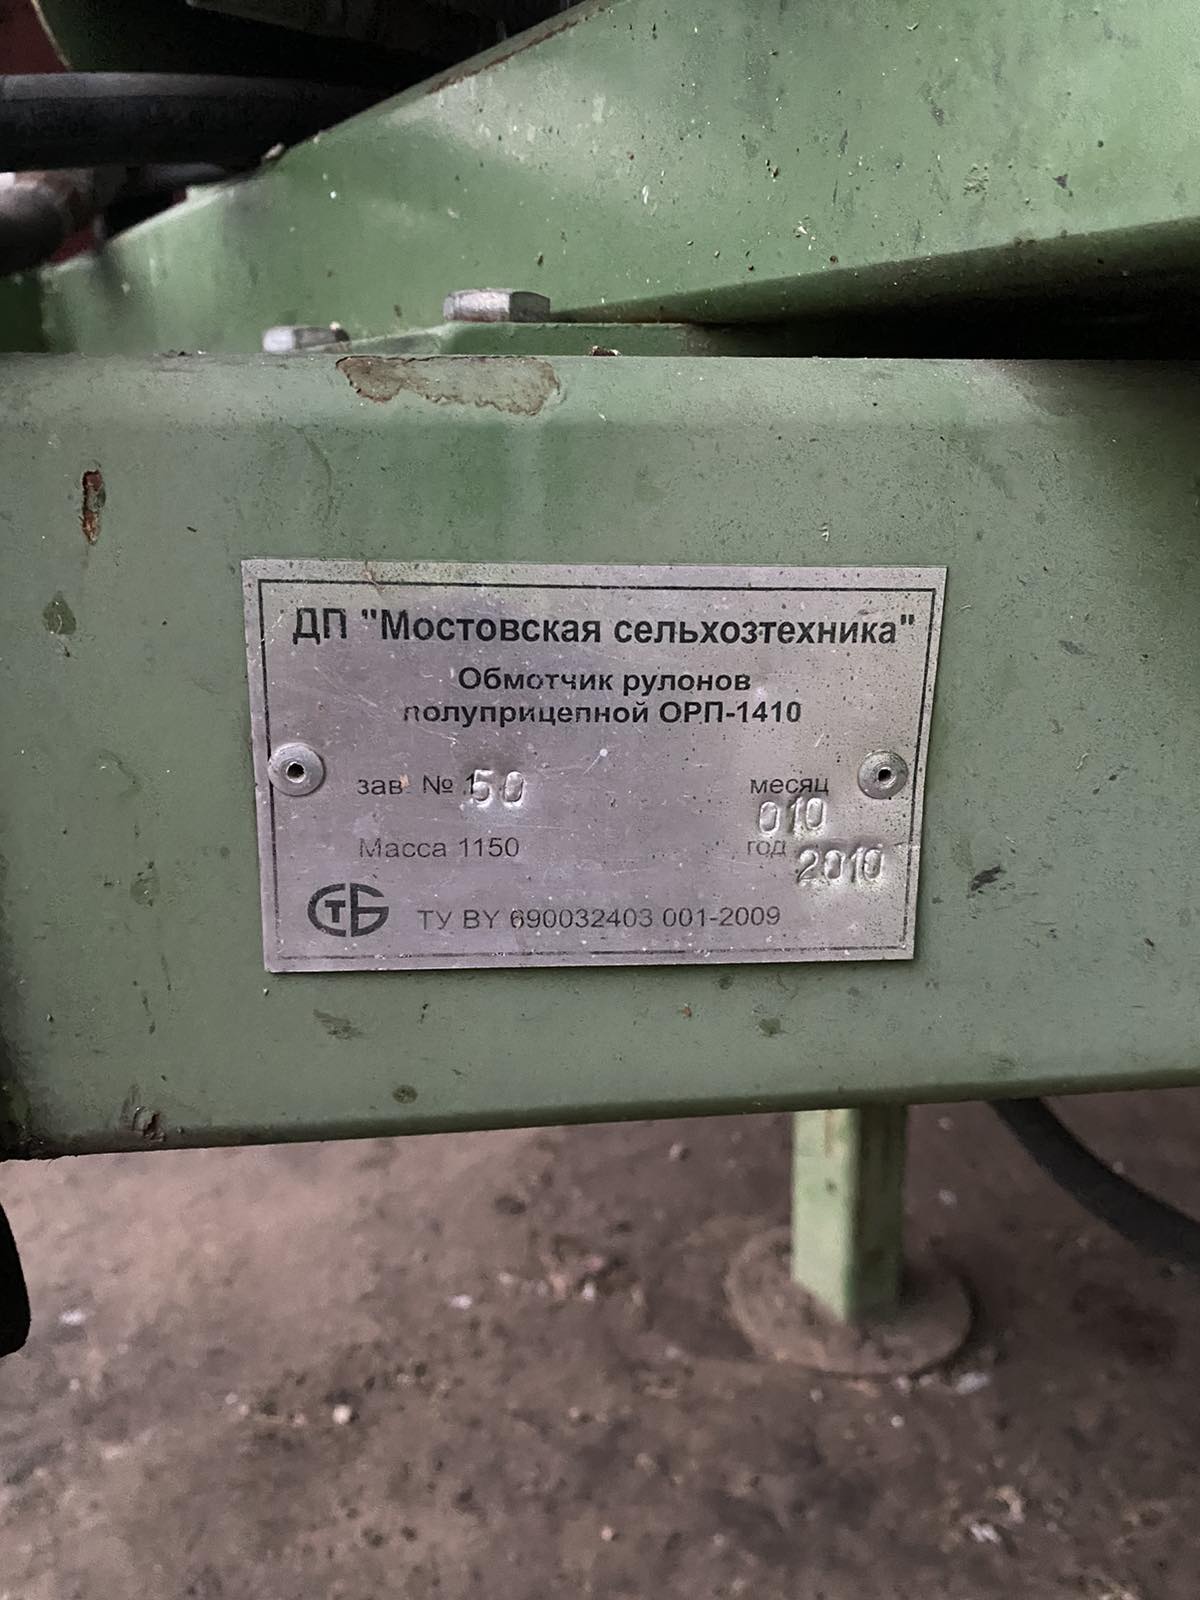 ДП "Мостовская сельхозтехника"
Обмотчик рулонов
полуприцепной ОРП-1410
зав. № 150
месяц
010
Масса 1150
год 2010
СТБ
ТУ BY 690032403 001-2009